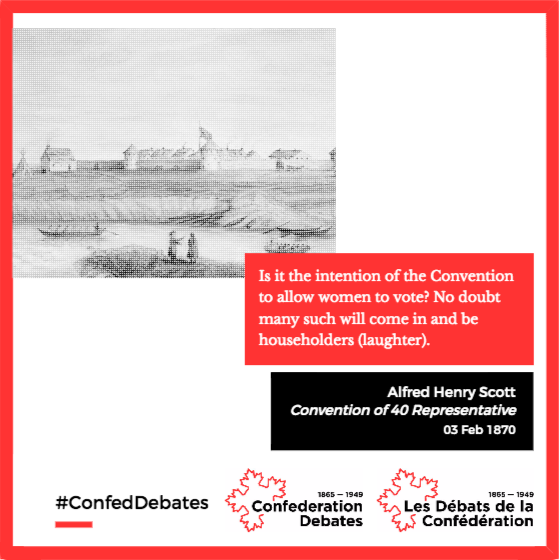 Is it the intention of the Convention
to allow women to vote? No doubt
many such will come in and be
householders (laughter).
Alfred Henry Scott
Convention of 40 Representative
03 Feb 1870
#ConfedDebates
1865 — 1949
Confederation
Debates
1865 — 1949
Les Débats de la
Confédération